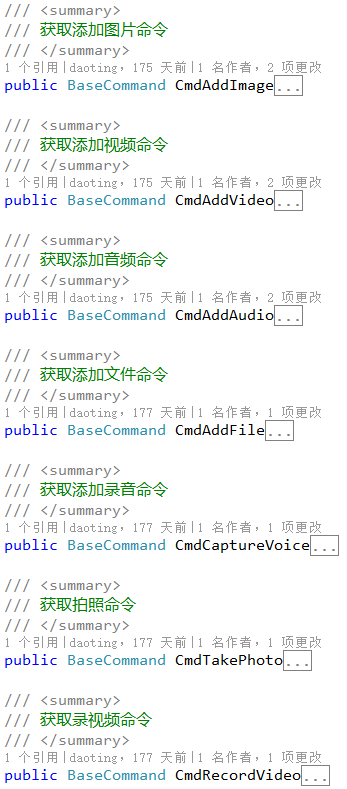 /// <summary>
/// 获取添加图片命令
/// </summary>
1 个引用|daoting，175 天前|1 名作者，2 项更改
public BaseCommand CmdAddImage...
/// <summary>
/// 获取添加视频命令
/// </summary>
1 个引用|daoting，175 天前|1 名作者，2 项更改
public BaseCommand CmdAddVideo...
/// <summary>
/// 获取添加音频命令
/// </summary>
1 个引用|daoting，175 天前|1 名作者，2 项更改
public BaseCommand CmdAddAudio...
/// <summary>
/// 获取添加文件命令
/// </summary>
1 个引用|daoting，177 天前|1 名作者，1 项更改
public BaseCommand CmdAddFile...
/// <summary>
/// 获取添加录音命令
/// </summary>
1 个引用|daoting，177 天前|1 名作者，1 项更改
public BaseCommand CmdCaptureVoice...
/// <summary>
/// 获取拍照命令
/// </summary>
1 个引用|daoting，177 天前|1 名作者，1 项更改
public BaseCommand CmdTakePhoto...
/// <summary>
/// 获取录视频命令
/// </summary>
1 个引用|daoting，177 天前|1 名作者，1 项更改
public BaseCommand CmdRecordVideo...